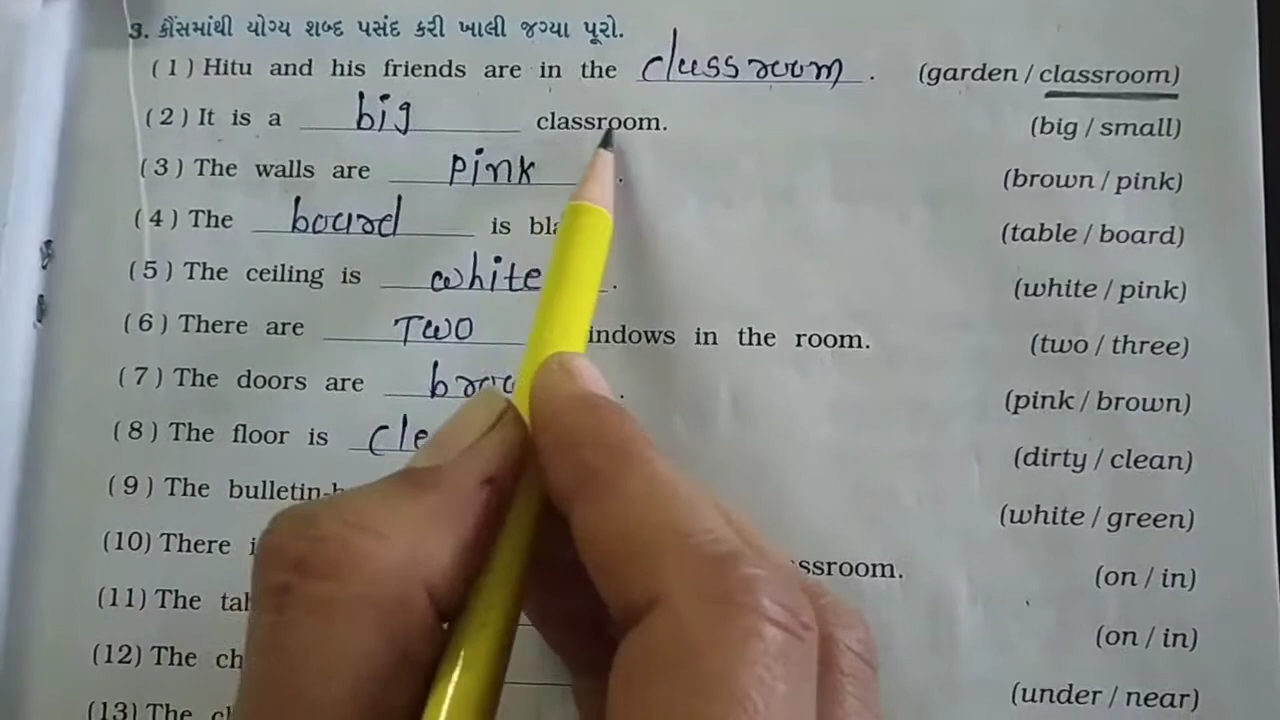 3. કૌંસમાંથી યોગ્ય શબ્દ પસંદ કરી ખાલી જગ્યા પૂરો.
(1) Hitu and his friends are in the classroom. (garden / classroom)
(2) It is a big classroom. (big / small)
(3) The walls are pink. (brown / pink)
(4) The board is (table / board)
(5) The ceiling is white. (white / pink)
(6) There are Two in the room. (two / three)
(7) The doors are . (pink / brown)
(8) The floor is (dirty / clean)
(9) The (white / green)
(10) There (on / in)
(11) The (on / in)
(12) The (under / near)
(13) The